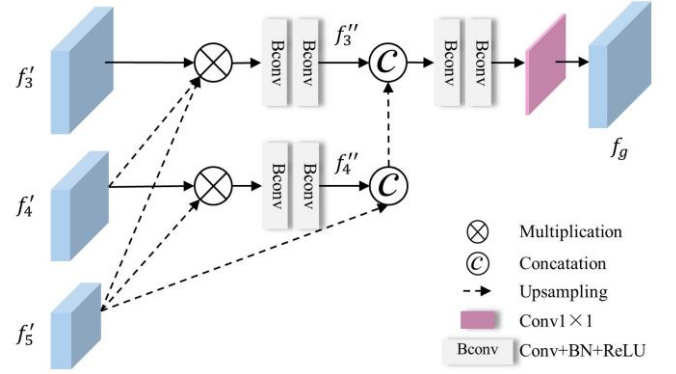 f₃′
Bconv
Bconv
f₃″
C
Bconv
Bconv
f_g
f₄′
Bconv
Bconv
f₄″
C
f₅′
Multiplication
C Concatation
Upsampling
Conv1×1
Bconv Conv+BN+ReLU